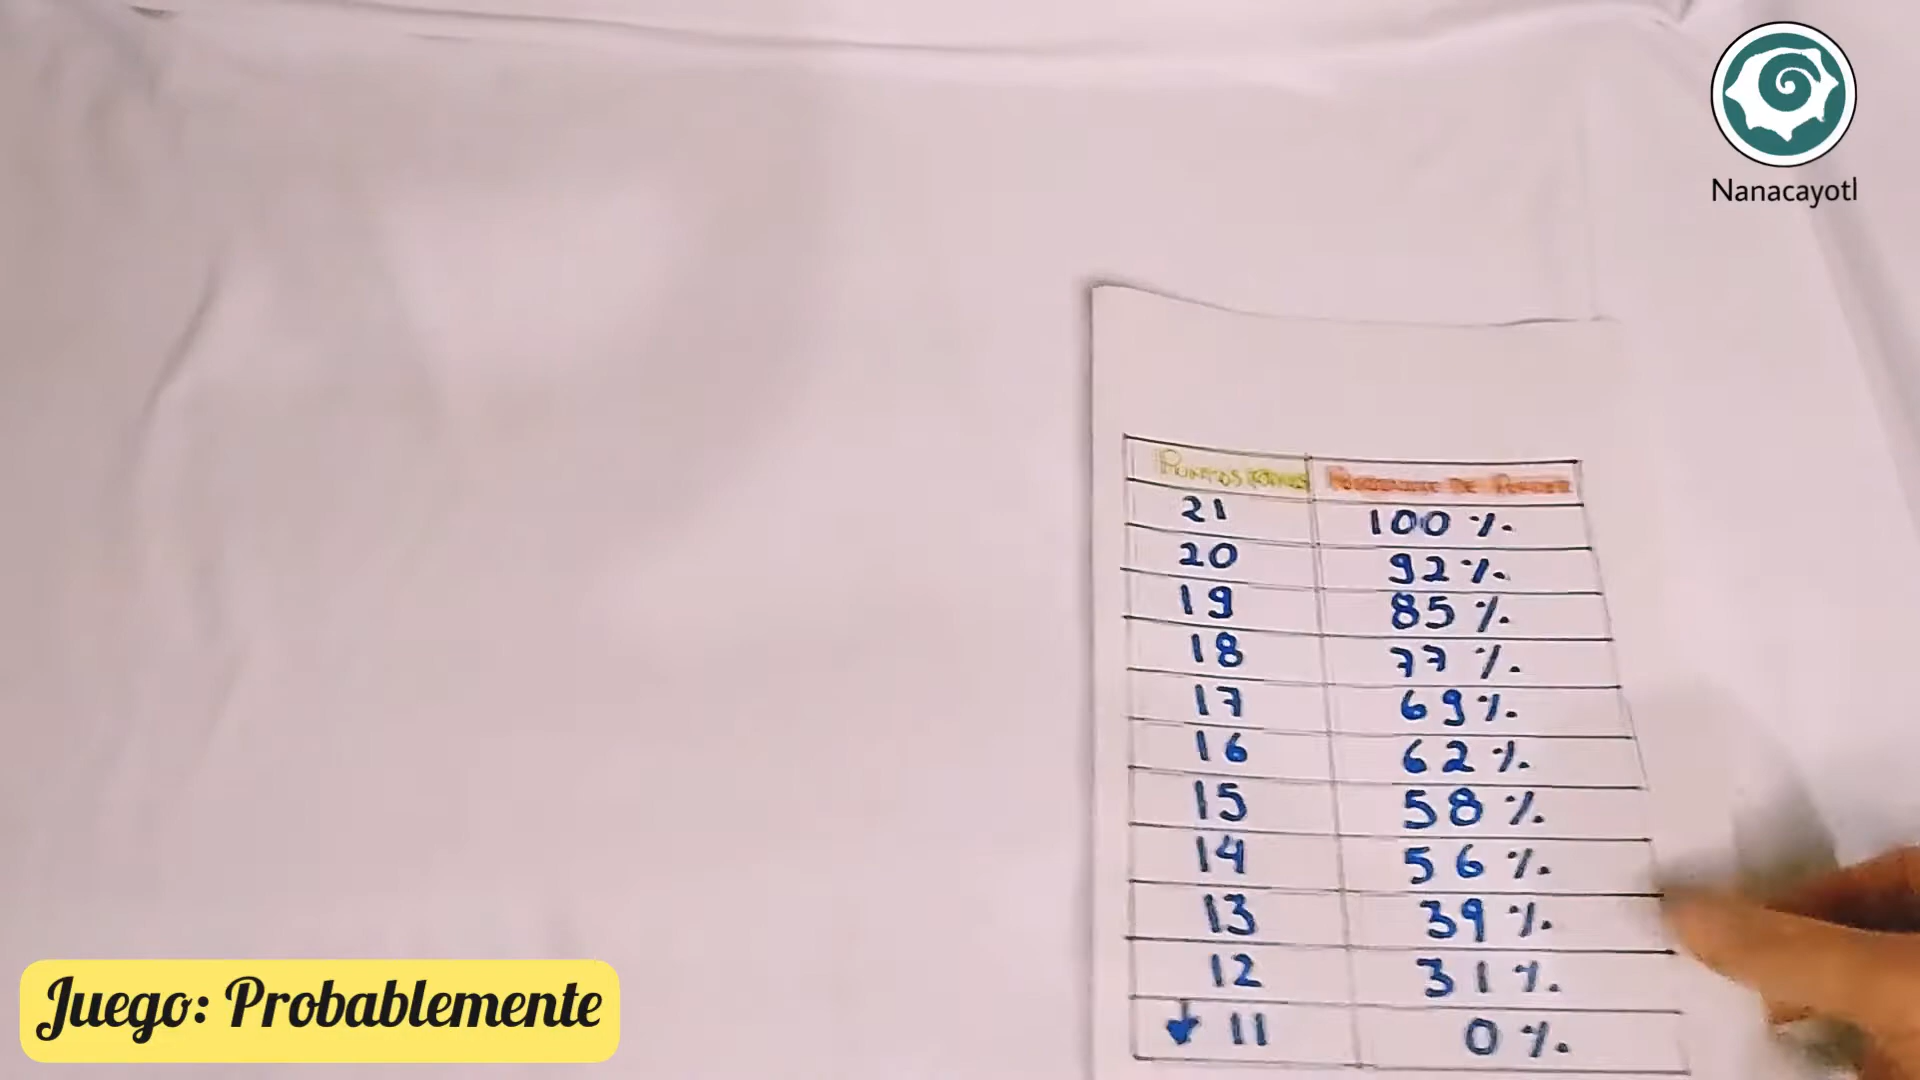 Nanacayotl
Puntos
21 100 %
20 92 %
19 85 %
18 77 %
17 69 %
16 62 %
15 58 %
14 56 %
13 39 %
12 31 %
↓ 11 0 %
Juego: Probablemente